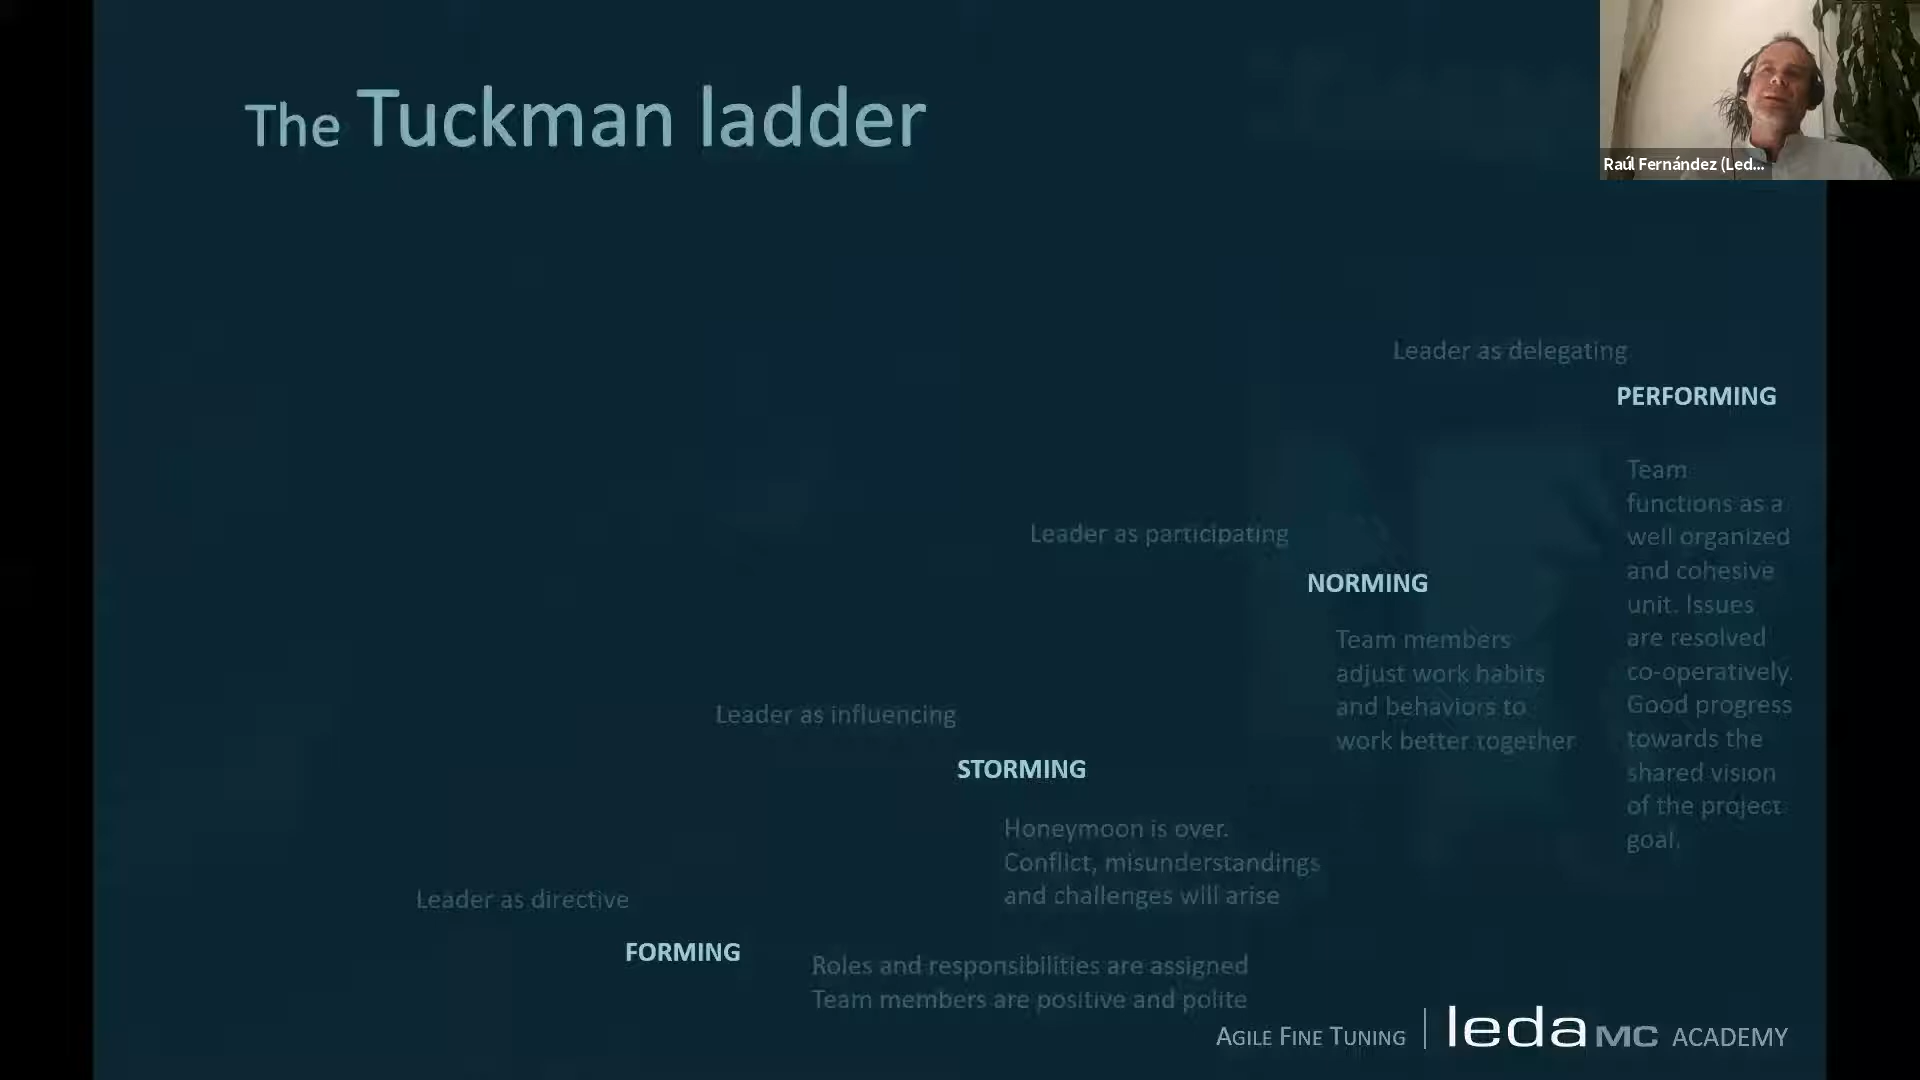 The Tuckman ladder
Raúl Fernández (Led...
Leader as delegating
PERFORMING
Team
functions as a
well organized
and cohesive
unit. Issues
are resolved
co-operatively.
Good progress
towards the
shared vision
of the project
goal.
Leader as participating
NORMING
Team members
adjust work habits
and behaviors to
work better together
Leader as influencing
STORMING
Honeymoon is over.
Conflict, misunderstandings
and challenges will arise
Leader as directive
FORMING
Roles and responsibilities are assigned
Team members are positive and polite
AGILE FINE TUNING | leda MC ACADEMY